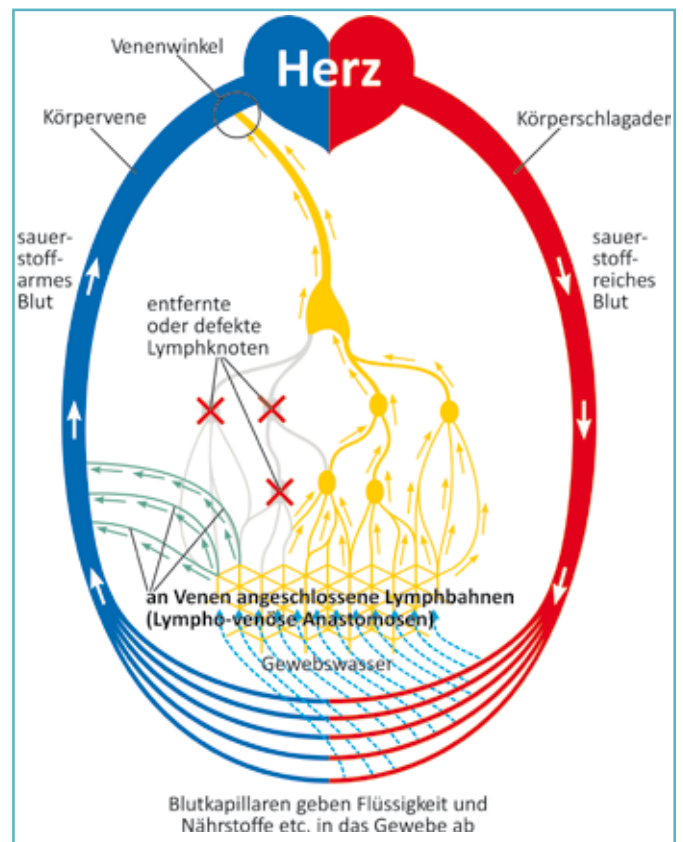 Venenwinkel
Herz
Körpervene
Körperschlagader
sauer-
stoff-
armes
Blut
sauer-
stoff-
reiches
Blut
entfernte
oder defekte
Lymphknoten
an Venen angeschlossene Lymphbahnen
(Lympho-venöse Anastomosen)
Gewebswasser
Blutkapillaren geben Flüssigkeit und
Nährstoffe etc. in das Gewebe ab